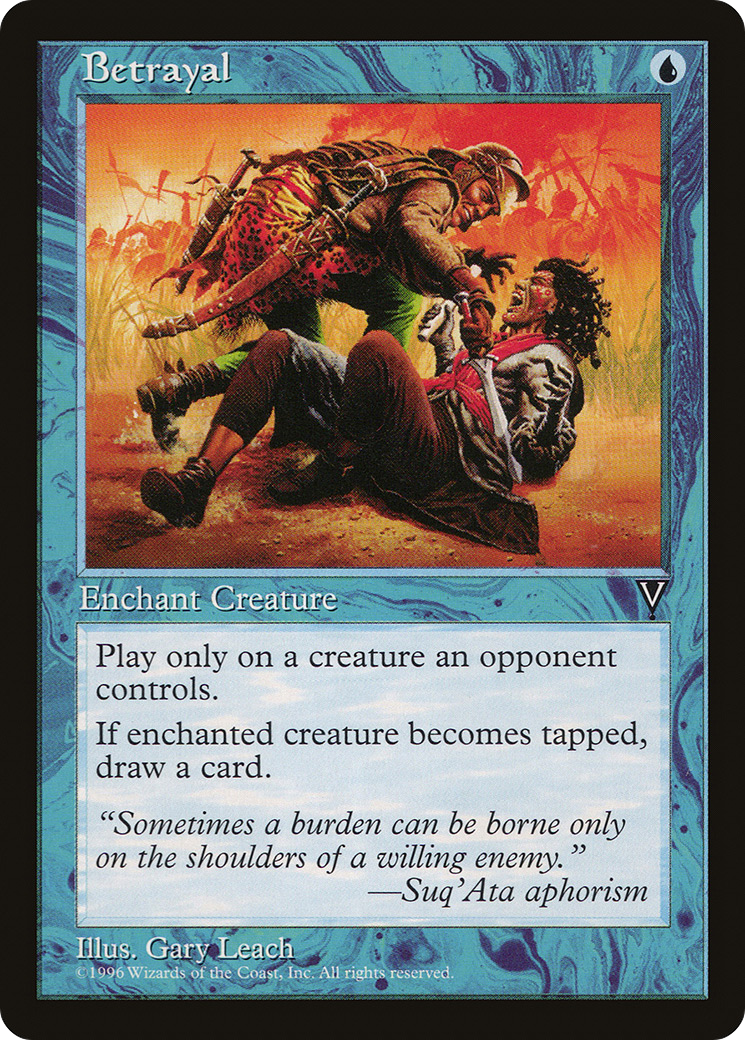 Betrayal
Enchant Creature
V
Play only on a creature an opponent
controls.
If enchanted creature becomes tapped,
draw a card.
“Sometimes a burden can be borne only
on the shoulders of a willing enemy.”
—Suq’Ata aphorism
Illus. Gary Leach
©1996 Wizards of the Coast, Inc. All rights reserved.